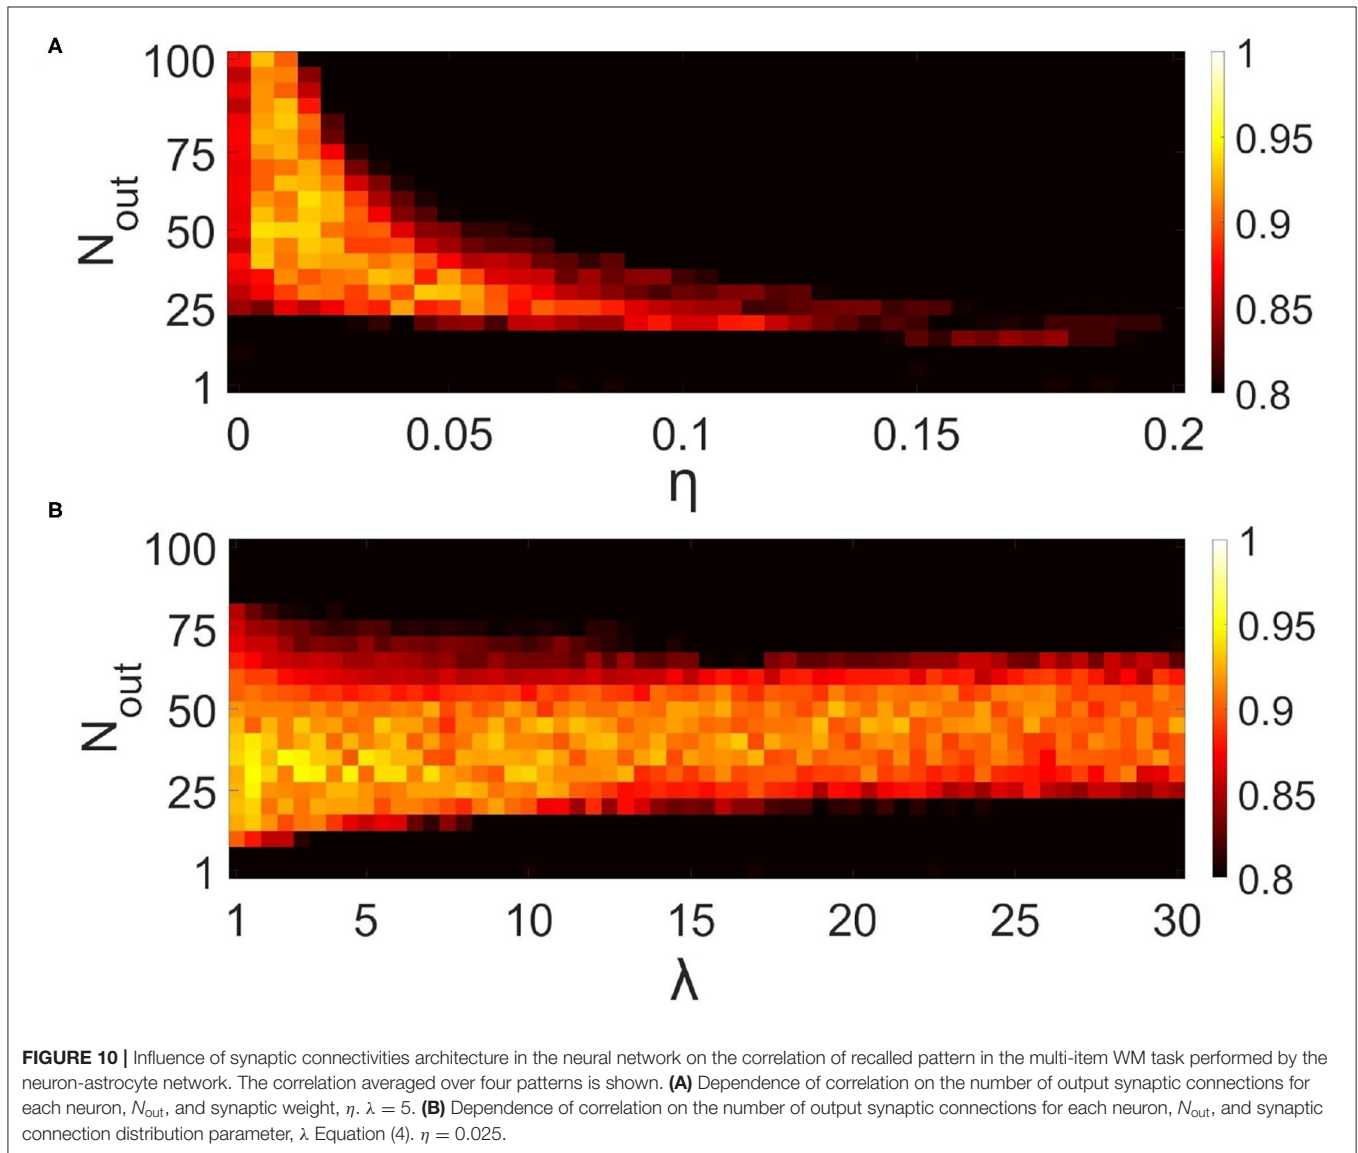 A
100
75
50
25
1
N_out
0 0.05 0.1 0.15 0.2
η
1
0.95
0.9
0.85
0.8
B
100
75
50
25
1
N_out
1 5 10 15 20 25 30
λ
1
0.95
0.9
0.85
0.8
FIGURE 10 | Influence of synaptic connectivities architecture in the neural network on the correlation of recalled pattern in the multi-item WM task performed by the
neuron-astrocyte network. The correlation averaged over four patterns is shown. (A) Dependence of correlation on the number of output synaptic connections for
each neuron, N_out, and synaptic weight, η. λ = 5. (B) Dependence of correlation on the number of output synaptic connections for each neuron, N_out, and synaptic
connection distribution parameter, λ Equation (4). η = 0.025.